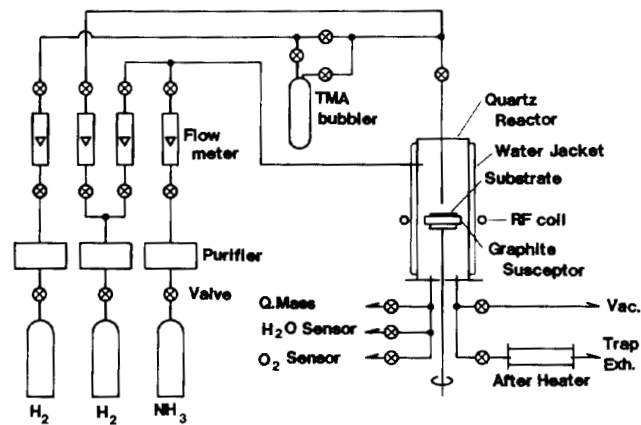 TMA
bubbler
Quartz
Reactor
Flow
meter
Water Jacket
Substrate
RF coil
Graphite
Susceptor
Purifier
Valve
Q.Mass
H₂O Sensor
O₂ Sensor
Vac.
Trap
Exh.
After Heater
H₂ H₂ NH₃